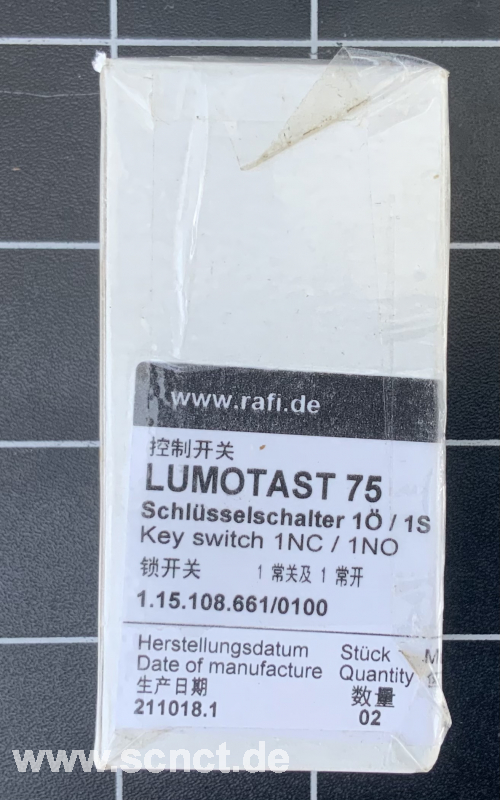 www.rafi.de
控制开关
LUMOTAST 75
Schlüsselschalter 1Ö / 1S
Key switch 1NC / 1NO
锁开关 1 常关及 1 常开
1.15.108.661/0100
Herstellungsdatum Stück
Date of manufacture Quantity
生产日期 数量
211018.1 02
www.scnct.de